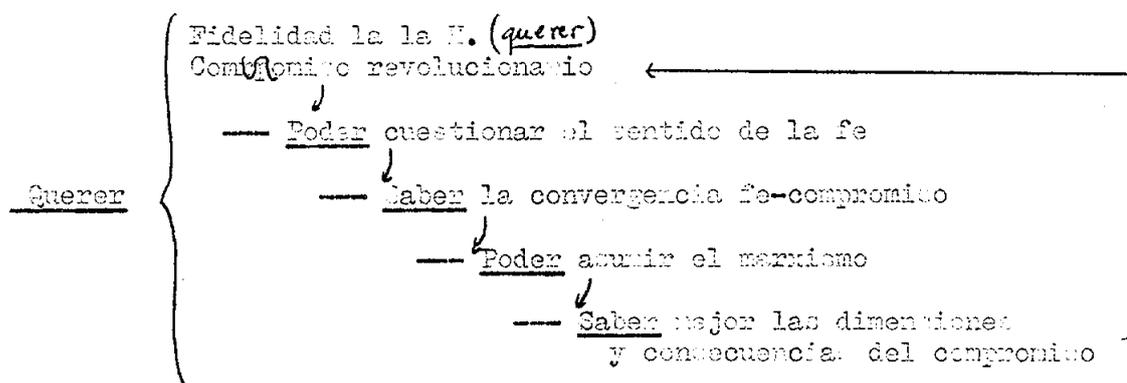 Fidelidad la la H. (querer)
Compromiso revolucionario
— Poder cuestionar el sentido de la fe
— Saber la convergencia fe-compromiso
Querer
— Poder asumir el marxismo
— Saber mejor las dimensiones
y consecuencias del compromiso